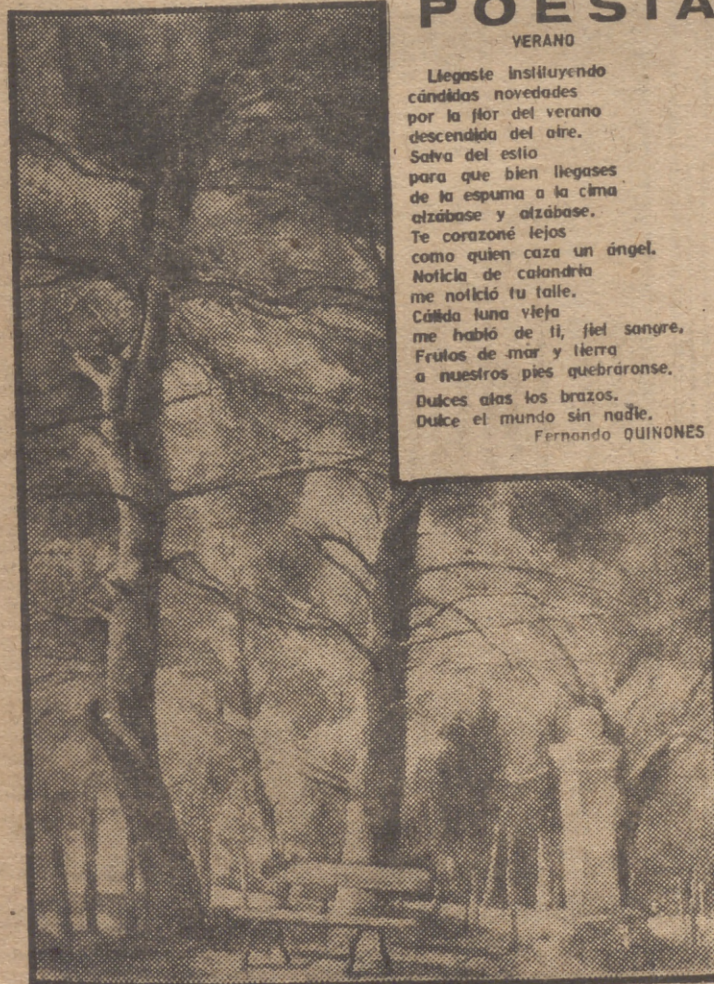 POESIA
VERANO
Llegaste instituyendo
cándidas novedades
por la flor del verano
descendida del aire.
Salva del estio
para que bien llegases
de la espuma a la cima
alzábase y alzábase.
Te corazoné lejos
como quien caza un ángel.
Noticia de calandria
me notició tu talle.
Cálida luna vieja
me habló de ti, fiel sangre.
Frutos de mar y tierra
a nuestros pies quebráronse.
Dulces alas los brazos.
Dulce el mundo sin nadie.
Fernando QUIÑONES